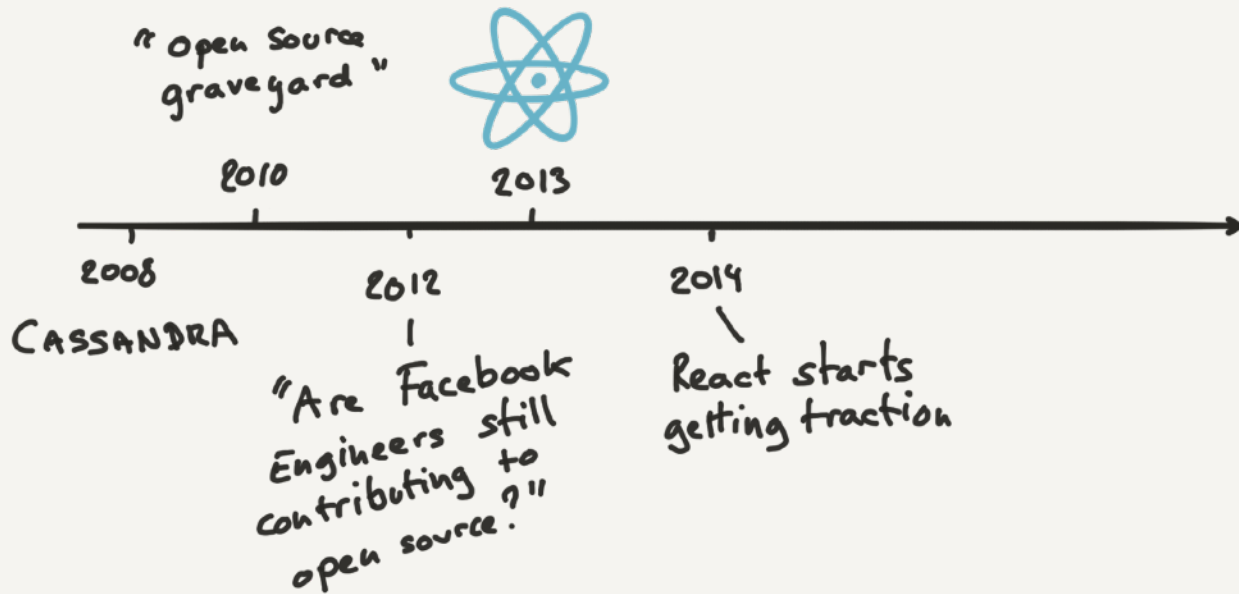 "Open source
graveyard"
2010
2013
2008
2012
2014
CASSANDRA
"Are Facebook
Engineers still
contributing to
open source?"
React starts
getting traction